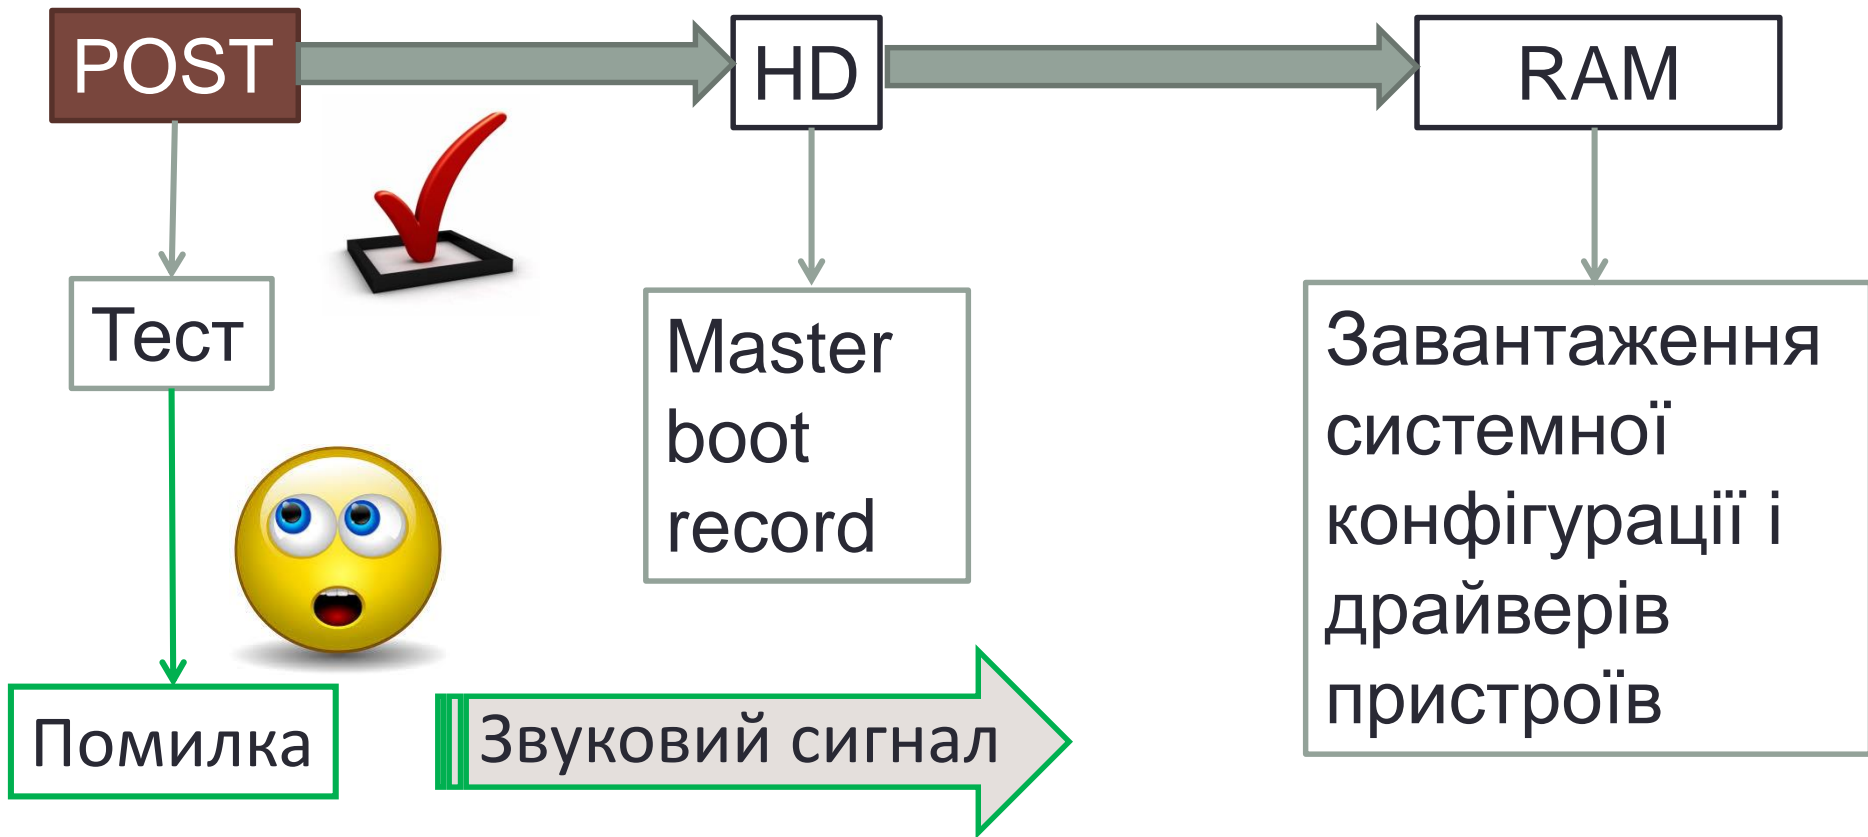 POST
HD
RAM
Тест
Master
boot
record
Завантаження
системної
конфігурації і
драйверів
пристроїв
Помилка
Звуковий сигнал